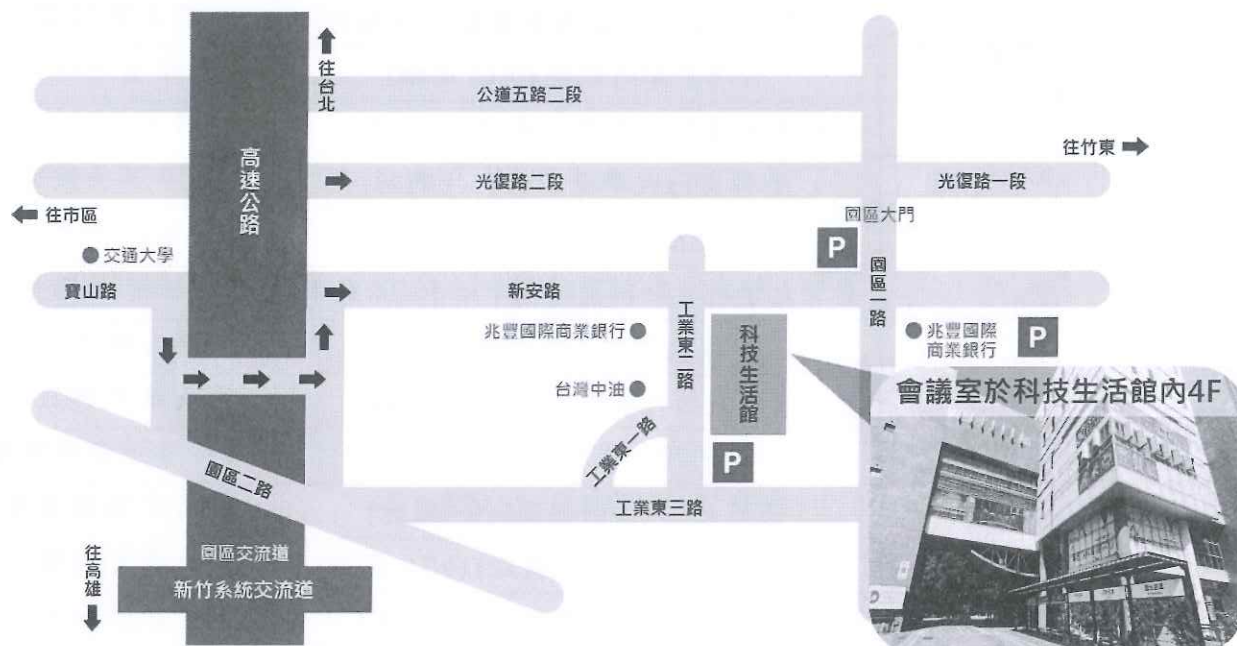 往台北
公道五路二段
高速公路
往竹東
光復路二段
光復路一段
往市區
園區大門
P
交通大學
寶山路
新安路
園區一路
工業東二路
兆豐國際商業銀行
科技生活館
兆豐國際
商業銀行
P
台灣中油
會議室於科技生活館內4F
工業東一路
P
園區二路
工業東三路
往高雄
園區交流道
新竹系統交流道